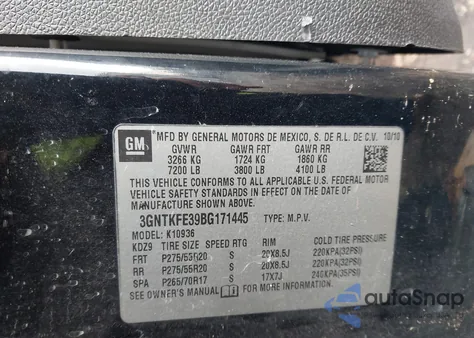 GM
MFD BY GENERAL MOTORS DE MEXICO, S. DE R.L. DE C.V. 10/10
GVWR GAWR FRT GAWR RR
3266 KG 1724 KG 1860 KG
7200 LB 3800 LB 4100 LB
THIS VEHICLE CONFORMS TO ALL APPLICABLE U.S. FEDERAL MOTOR
VEHICLE SAFETY STANDARDS IN EFFECT ON THE DATE OF
MANUFACTURE SHOWN ABOVE.
3GNTKFE39BG171445 TYPE: M.P.V.
MODEL: K10936
KDZ9 TIRE SIZE SPEED RTG RIM COLD TIRE PRESSURE
FRT P275/55R20 S 20X8.5J 220KPA(32PSI)
RR P275/55R20 S 20X8.5J 220KPA(32PSI)
SPA P265/70R17 S 17X7J 240KPA(35PSI)
SEE OWNER'S MANUAL FOR ADDITIONAL INFORMATION
autoSnap